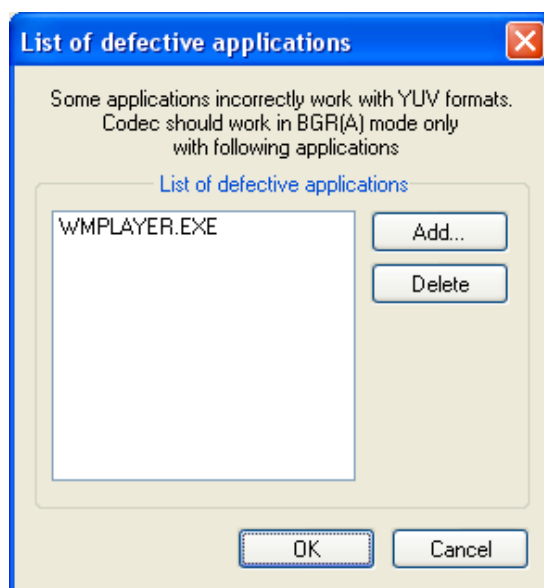 List of defective applications
Some applications incorrectly work with YUV formats.
Codec should work in BGR(A) mode only
with following applications
List of defective applications
WMPLAYER.EXE
Add...
Delete
OK
Cancel